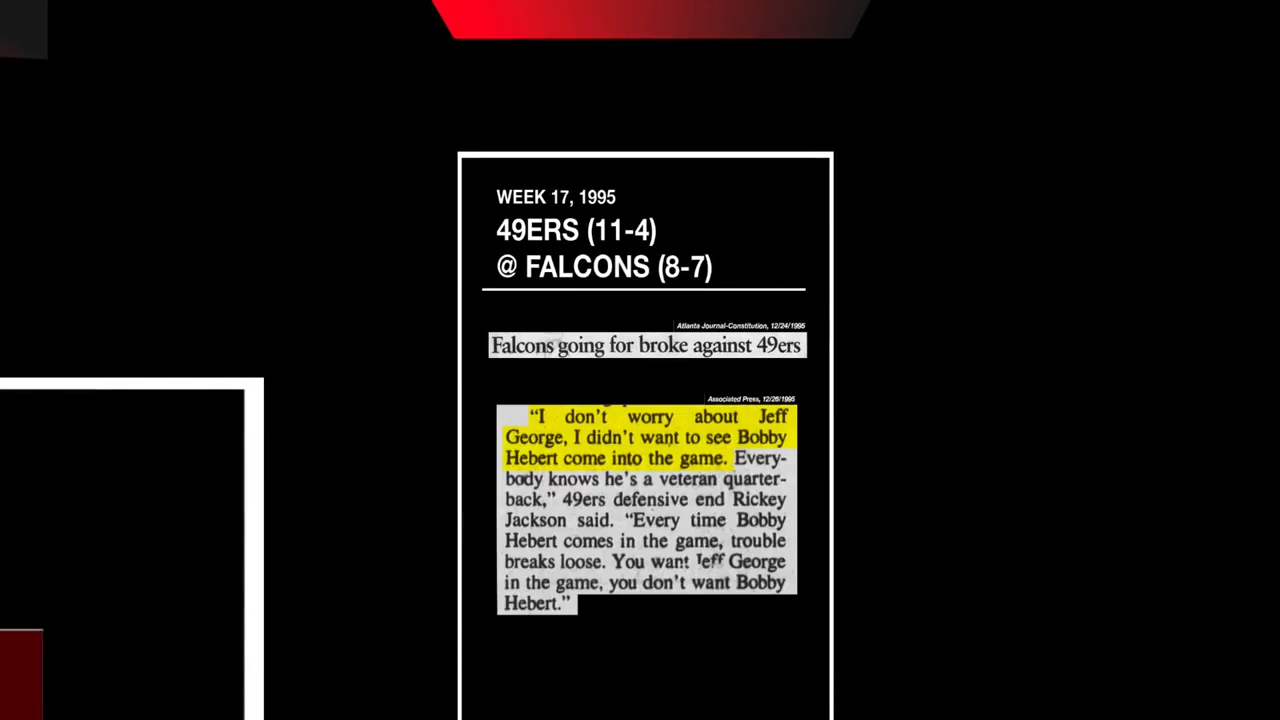 WEEK 17, 1995
49ERS (11-4)
@ FALCONS (8-7)
Atlanta Journal-Constitution, 12/24/1995
Falcons going for broke against 49ers
Associated Press, 12/26/1995
“I don’t worry about Jeff
George, I didn’t want to see Bobby
Hebert come into the game. Every-
body knows he’s a veteran quarter-
back,” 49ers defensive end Rickey
Jackson said. “Every time Bobby
Hebert comes in the game, trouble
breaks loose. You want Jeff George
in the game, you don’t want Bobby
Hebert.”